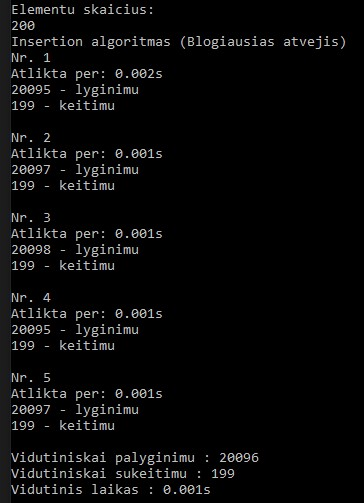 Elementu skaicius:
200
Insertion algoritmas (Blogiausias atvejis)
Nr. 1
Atlikta per: 0.002s
20095 - lyginimu
199 - keitimu
Nr. 2
Atlikta per: 0.001s
20097 - lyginimu
199 - keitimu
Nr. 3
Atlikta per: 0.001s
20098 - lyginimu
199 - keitimu
Nr. 4
Atlikta per: 0.001s
20095 - lyginimu
199 - keitimu
Nr. 5
Atlikta per: 0.001s
20097 - lyginimu
199 - keitimu
Vidutiniskai palyginimu : 20096
Vidutiniskai sukeitimu : 199
Vidutinis laikas : 0.001s